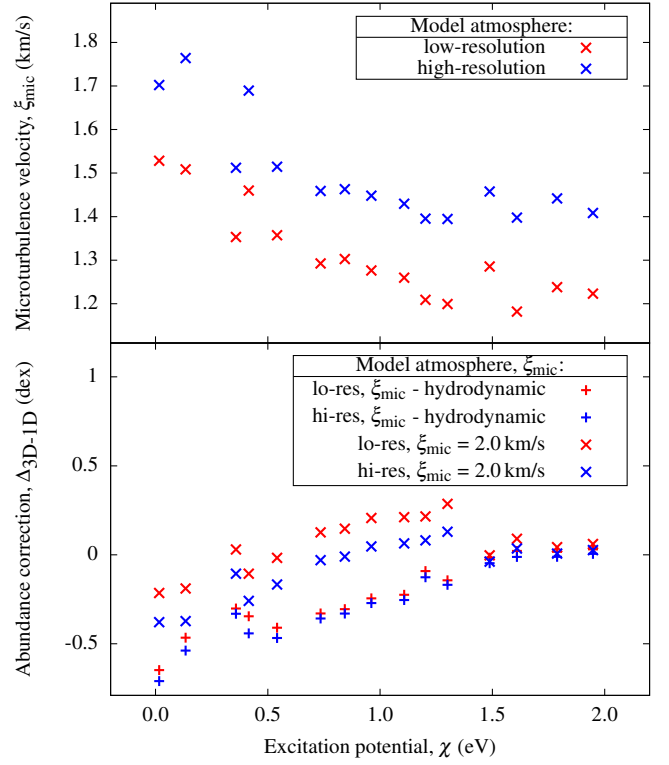 Model atmosphere:
low-resolution
high-resolution
1.8
1.7
1.6
1.5
1.4
1.3
1.2
Microturbulence velocity, ξmic (km/s)
Model atmosphere, ξmic:
lo-res, ξmic - hydrodynamic
hi-res, ξmic - hydrodynamic
lo-res, ξmic = 2.0 km/s
hi-res, ξmic = 2.0 km/s
1
0.5
0
-0.5
Abundance correction, Δ3D-1D (dex)
0.0 0.5 1.0 1.5 2.0
Excitation potential, χ (eV)